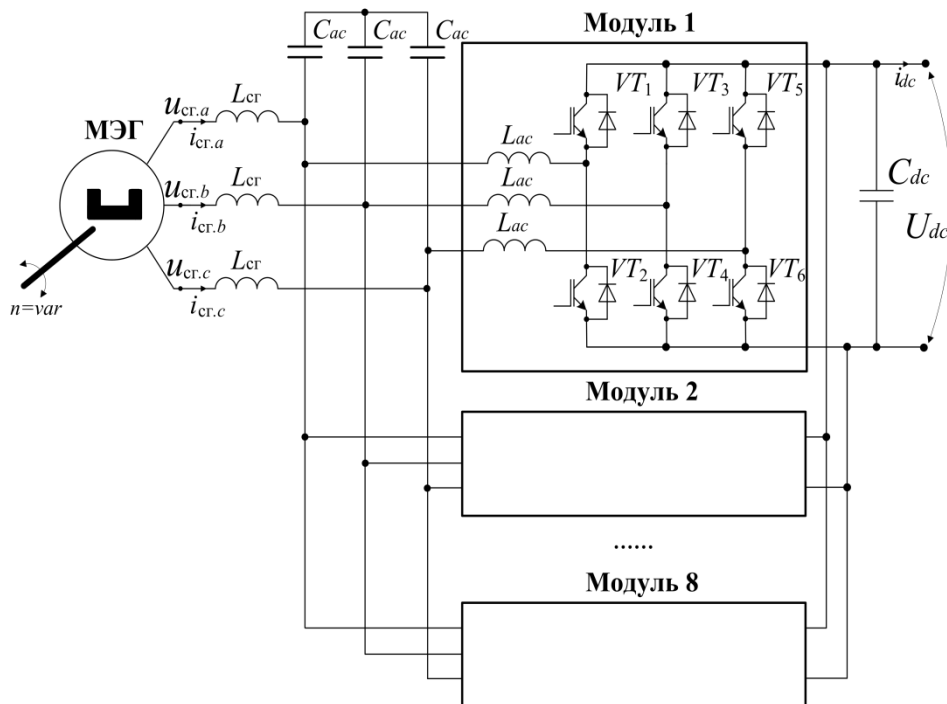 Cac Cac Cac
Модуль 1
VT1 VT3 VT5
idc
uсг.a Lсг
iсг.a
МЭГ
Lac
uсг.b Lсг
iсг.b
Lac
Cdc
Udc
Lac
uсг.c Lсг
iсг.c
VT2 VT4 VT6
n=var
Модуль 2
......
Модуль 8